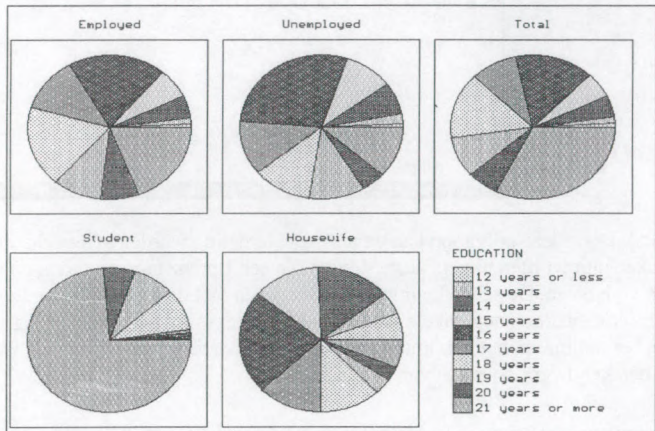 Employed Unemployed Total
Student Housewife
EDUCATION
12 years or less
13 years
14 years
15 years
16 years
17 years
18 years
19 years
20 years
21 years or more